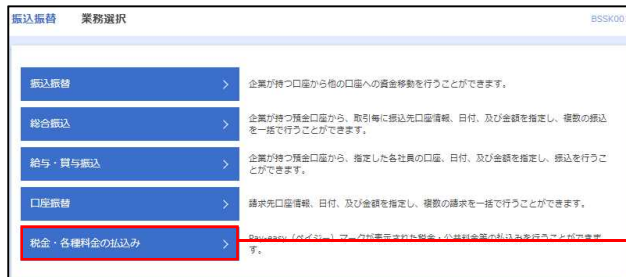 振込振替 業務選択 BSSK00
振込振替
企業が持つ口座から他の口座への資金移動を行うことができます。
総合振込
企業が持つ預金口座から、取引毎に振込先口座情報、日付、及び金額を指定し、複数の振込
を一括で行うことができます。
給与・賞与振込
企業が持つ預金口座から、指定した各社員の口座、日付、及び金額を指定し、振込を行うこ
とができます。
口座振替
請求先口座情報、日付、及び金額を指定し、複数の請求を一括で行うことができます。
税金・各種料金の払込み
Pay-easy（ペイジー）マークが表示された税金・公共料金等の払込みを行うことができま
す。